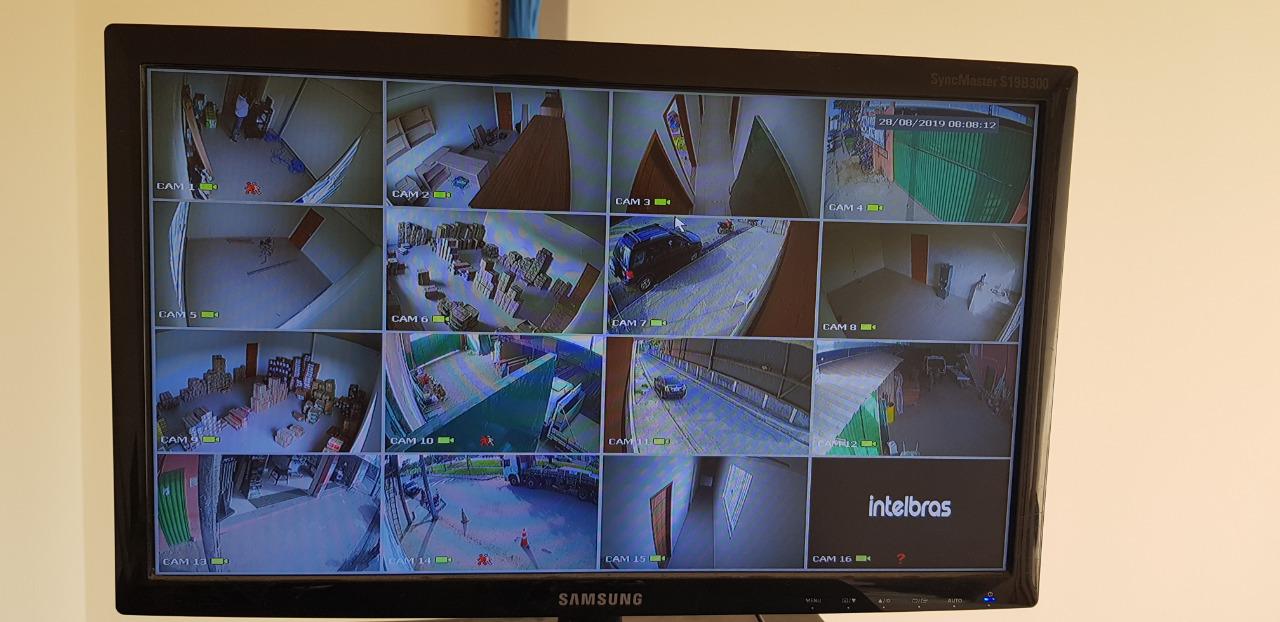 SyncMaster S19B300
28/08/2019 08:08:12
CAM 1
CAM 2
CAM 3
CAM 4
CAM 5
CAM 6
CAM 7
CAM 8
CAM 9
CAM 10
CAM 11
CAM 12
CAM 13
CAM 14
CAM 15
intelbras
CAM 16
?
SAMSUNG
MENU
AUTO